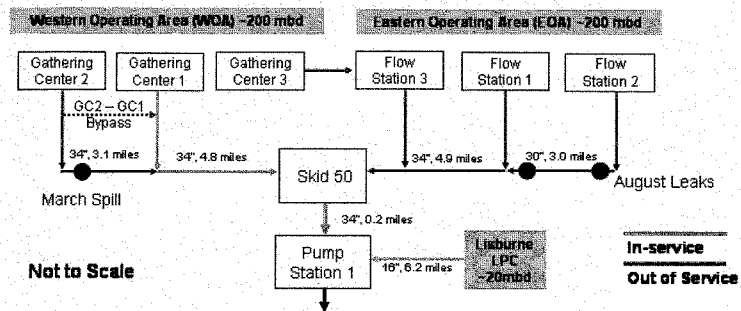 Western Operating Area (WOA) ~200 mbd
Eastern Operating Area (EOA) ~200 mbd
Gathering
Center 2
Gathering
Center 1
Gathering
Center 3
Flow
Station 3
Flow
Station 1
Flow
Station 2
GC2 – GC1
Bypass
34", 3.1 miles
34", 4.8 miles
34", 4.9 miles
30", 3.0 miles
Skid 50
March Spill
August Leaks
34", 0.2 miles
Pump
Station 1
16", 6.2 miles
Lisburne
LPC
~20mbd
Not to Scale
In-service
Out of Service